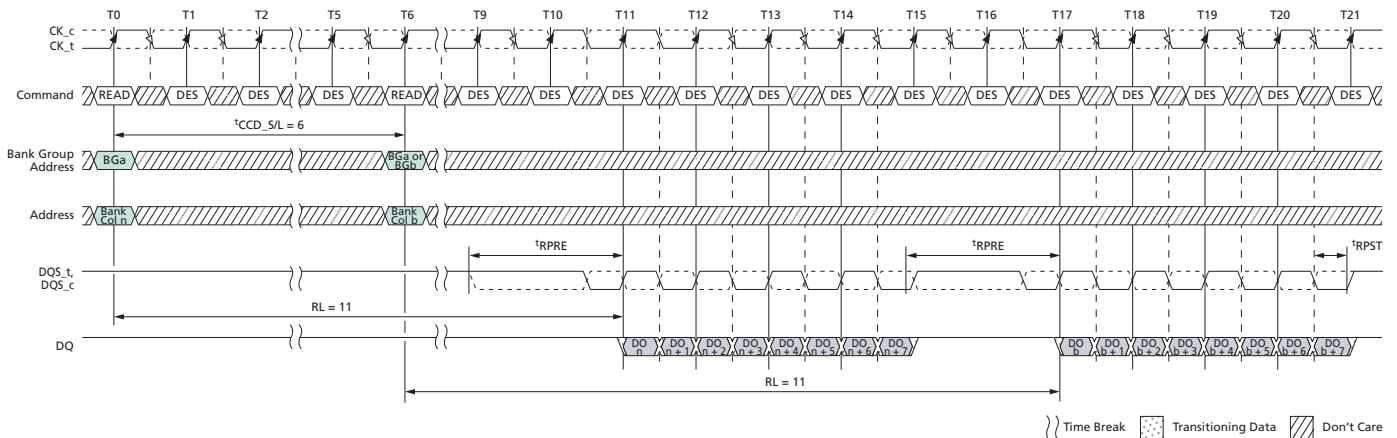 T0 T1 T2 T5 T6 T9 T10 T11 T12 T13 T14 T15 T16 T17 T18 T19 T20 T21
CK_c
CK_t
Command READ DES DES DES READ DES DES DES DES DES DES DES DES DES DES DES DES DES
tCCD_S/L = 6
Bank Group
Address
BGa
BGa or
BGb
Address
Bank
Col n
Bank
Col b
tRPRE tRPRE tRPST
DQS_t,
DQS_c
RL = 11
DQ
DO
n
DO
n + 1
DO
n + 2
DO
n + 3
DO
n + 4
DO
n + 5
DO
n + 6
DO
n + 7
DO
b
DO
b + 1
DO
b + 2
DO
b + 3
DO
b + 4
DO
b + 5
DO
b + 6
DO
b + 7
RL = 11
Time Break Transitioning Data Don't Care